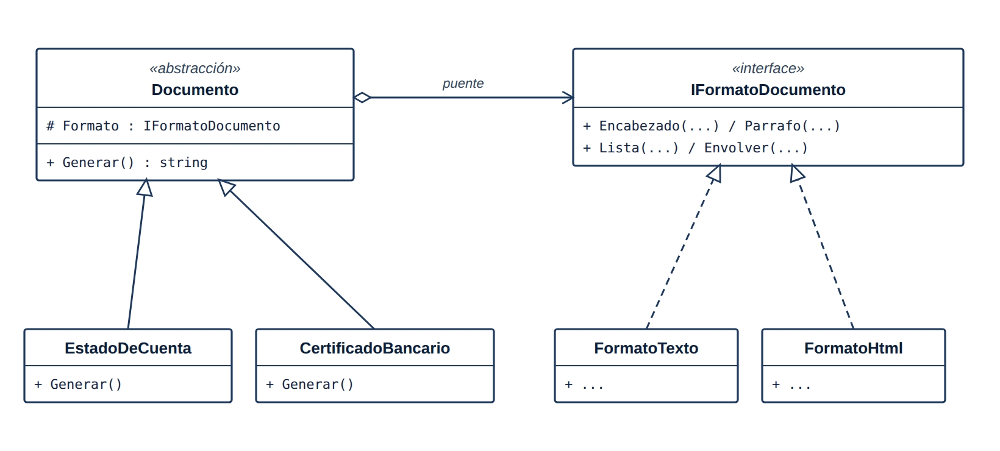 «abstracción»
Documento
# Formato : IFormatoDocumento
+ Generar() : string
puente
«interface»
IFormatoDocumento
+ Encabezado(...) / Parrafo(...)
+ Lista(...) / Envolver(...)
EstadoDeCuenta
+ Generar()
CertificadoBancario
+ Generar()
FormatoTexto
+ ...
FormatoHtml
+ ...